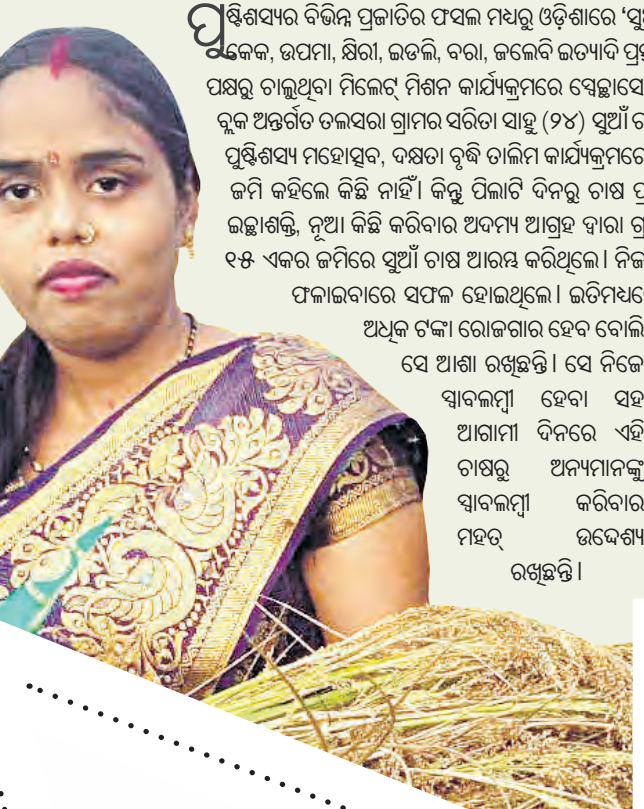 ପୁଷ୍ଟିଶସ୍ୟର ବିଭିନ୍ନ ପ୍ରଜାତିର ଫସଲ ମଧ୍ୟରୁ ଓଡ଼ିଶାରେ ‘ସୁ
କେକ, ଉପମା, କ୍ଷିରୀ, ଇଡଲି, ବରା, ଜଲେବି ଇତ୍ୟାଦି ପ୍ର
ପକ୍ଷରୁ ଚାଲୁଥିବା ମିଲେଟ୍ ମିଶନ କାର୍ଯ୍ୟକ୍ରମରେ ସ୍ୱେଚ୍ଛାସେ
ବ୍ଲକ ଅନ୍ତର୍ଗତ ତଲସରା ଗ୍ରାମର ସରିତା ସାହୁ (୨୪) ସୁଆଁ ଚ
ପୁଷ୍ଟିଶସ୍ୟ ମହୋତ୍ସବ, ଦକ୍ଷତା ବୃଦ୍ଧି ତାଲିମ କାର୍ଯ୍ୟକ୍ରମରେ
ଜମି କହିଲେ କିଛି ନାହିଁ। କିନ୍ତୁ ପିଲାଟି ଦିନରୁ ଚାଷ ପ୍ର
ଇଚ୍ଛାଶକ୍ତି, ନୂଆ କିଛି କରିବାର ଅଦମ୍ୟ ଆଗ୍ରହ ଦ୍ୱାରା ଗ୍ର
୧୫ ଏକର ଜମିରେ ସୁଆଁ ଚାଷ ଆରମ୍ଭ କରିଥିଲେ। ନିଜ
ଫଳାଇବାରେ ସଫଳ ହୋଇଥିଲେ। ଇତିମଧ୍ୟରେ
ଅଧିକ ଟଙ୍କା ରୋଜଗାର ହେବ ବୋଲି
ସେ ଆଶା ରଖିଛନ୍ତି। ସେ ନିଜେ
ସ୍ୱାବଲମ୍ବୀ ହେବା ସହ
ଆଗାମୀ ଦିନରେ ଏହି
ଚାଷରୁ ଅନ୍ୟମାନଙ୍କୁ
ସ୍ୱାବଲମ୍ବୀ କରିବାର
ମହତ୍ ଉଦ୍ଦେଶ୍ୟ
ରଖିଛନ୍ତି।